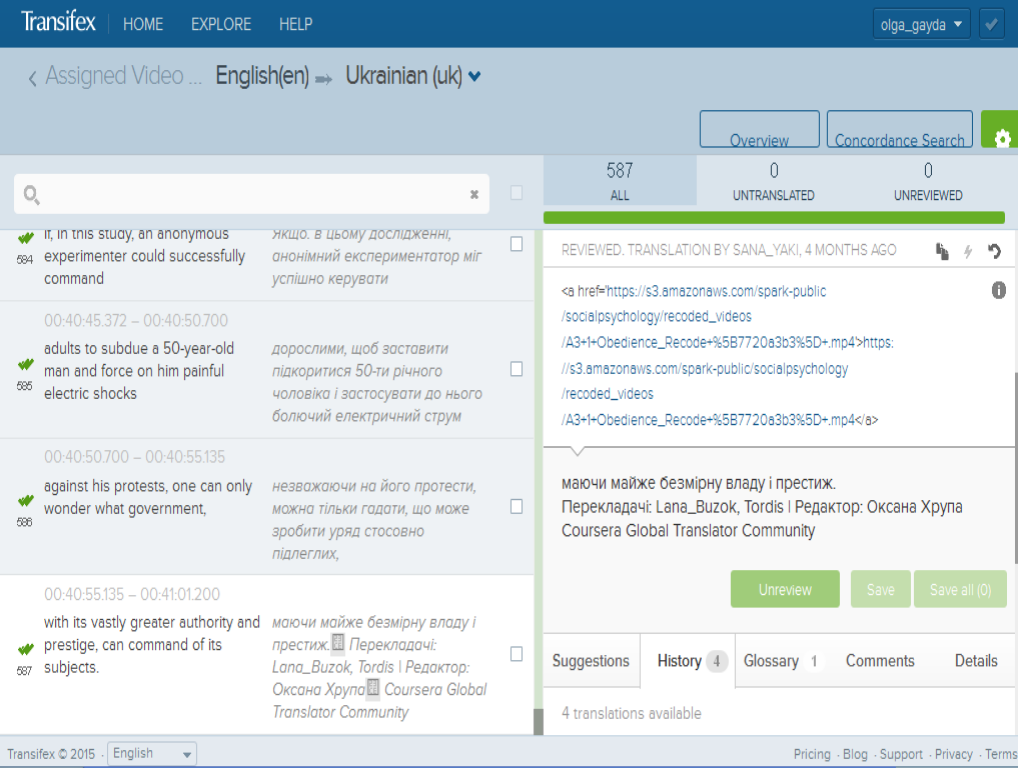 Transifex HOME EXPLORE HELP olga_gayda
Assigned Video ... English(en) Ukrainian (uk)
Overview Concordance Search
587 0 0
ALL UNTRANSLATED UNREVIEWED
584
If, in this study, an anonymous
experimenter could successfully
command
Якщо. в цьому дослідженні,
анонімний експериментатор міг
успішно керувати
00:40:45.372 – 00:40:50.700
585
adults to subdue a 50-year-old
man and force on him painful
electric shocks
дорослими, щоб заставити
підкоритися 50-ти річного
чоловіка і застосувати до нього
болючий електричний струм
00:40:50.700 – 00:40:55.135
586
against his protests, one can only
wonder what government,
незважаючи на його протести,
можна тільки гадати, що може
зробити уряд стосовно
підлеглих,
00:40:55.135 – 00:41:01.200
587
with its vastly greater authority and
prestige, can command of its
subjects.
маючи майже безмірну владу і
престиж. Перекладачі:
Lana_Buzok, Tordis | Редактор:
Оксана Хрупа Coursera Global
Translator Community
REVIEWED. TRANSLATION BY SANA_YAKI, 4 MONTHS AGO
<a href='https://s3.amazonaws.com/spark-public
/socialpsychology/recoded_videos
/A3+1+Obedience_Recode+%5B7720a3b3%5D+.mp4'>https:
//s3.amazonaws.com/spark-public/socialpsychology
/recoded_videos
/A3+1+Obedience_Recode+%5B7720a3b3%5D+.mp4</a>
маючи майже безмірну владу і престиж.
Перекладачі: Lana_Buzok, Tordis | Редактор: Оксана Хрупа
Coursera Global Translator Community
Unreview Save Save all (0)
Suggestions History 4 Glossary 1 Comments Details
4 translations available
Transifex © 2015 · English Pricing · Blog · Support · Privacy · Terms